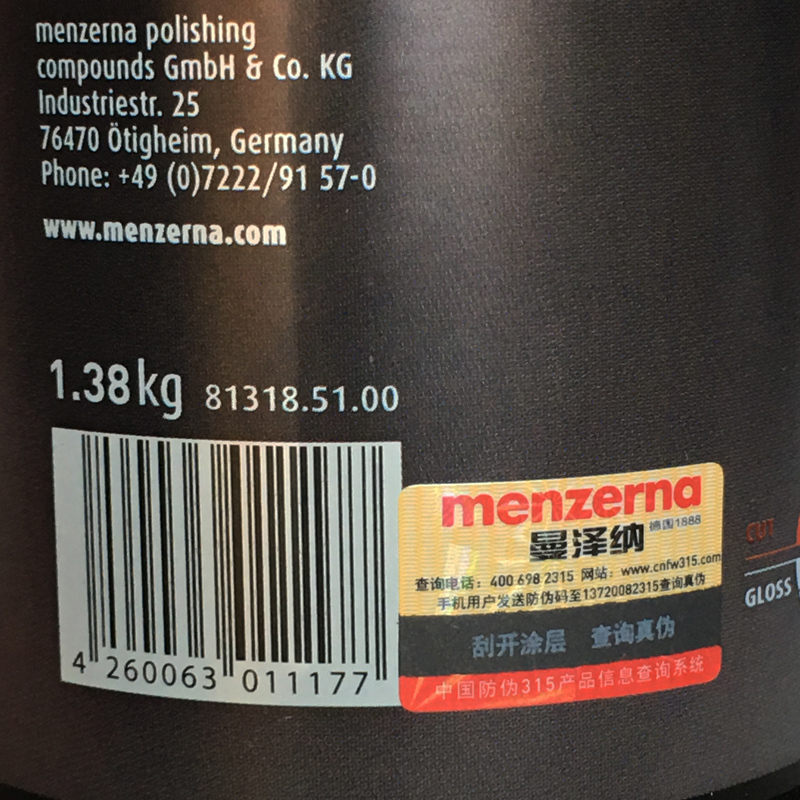 menzerna polishing
compounds GmbH & Co. KG
Industriestr. 25
76470 Ötigheim, Germany
Phone: +49 (0)7222/91 57-0
www.menzerna.com
1.38kg 81318.51.00
4 260063 011177
menzerna
曼泽纳 德国1888
查询电话：400 698 2315 网站：www.cnfw315.com
手机用户发送防伪码至13720082315查询真伪
刮开涂层 查询真伪
中国防伪315产品信息查询系统
CUT
GLOSS